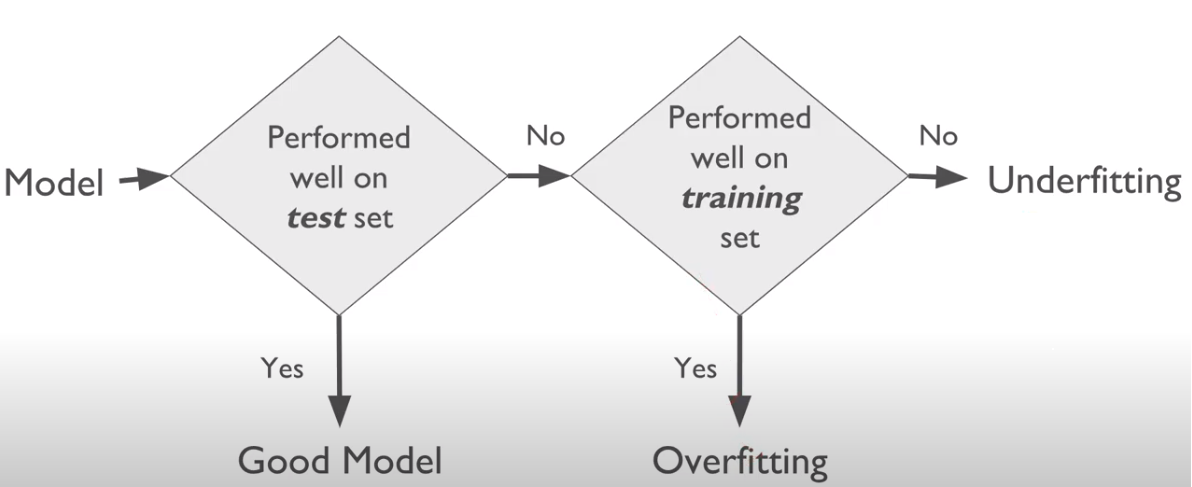 Model
Performed
well on
test set
No
Performed
well on
training
set
No
Underfitting
Yes
Yes
Good Model
Overfitting